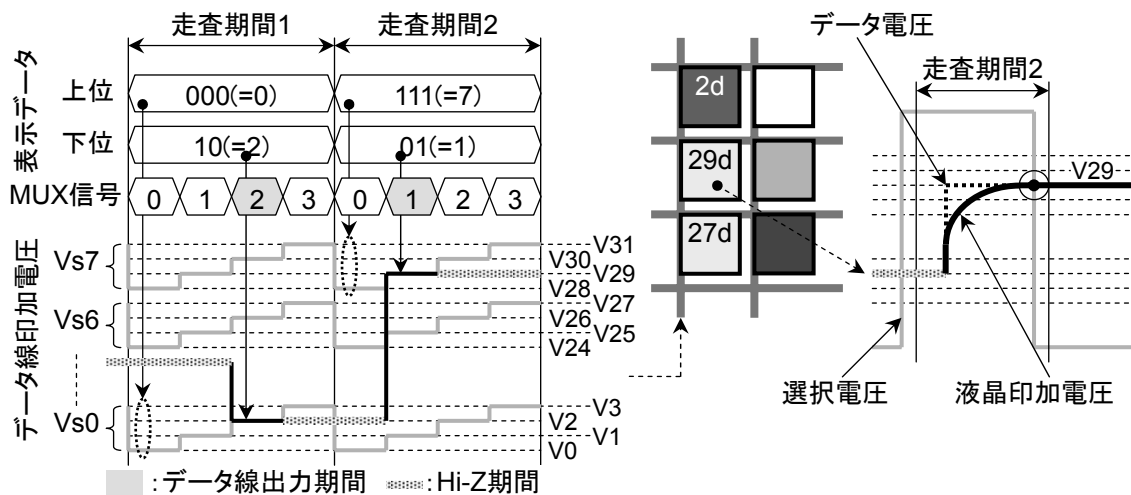 走査期間1
走査期間2
表示データ
上位
000(=0)
111(=7)
下位
10(=2)
01(=1)
MUX信号
0
1
2
3
0
1
2
3
データ線印加電圧
Vs7
Vs6
Vs0
V31
V30
V29
V28
V27
V26
V25
V24
V3
V2
V1
V0
:データ線出力期間
:Hi-Z期間
2d
29d
27d
データ電圧
走査期間2
V29
選択電圧
液晶印加電圧